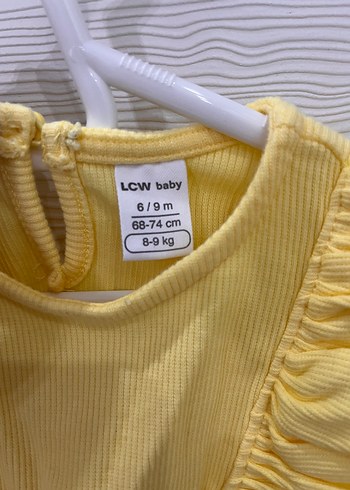 LCW baby
6 / 9 m
68-74 cm
8-9 kg